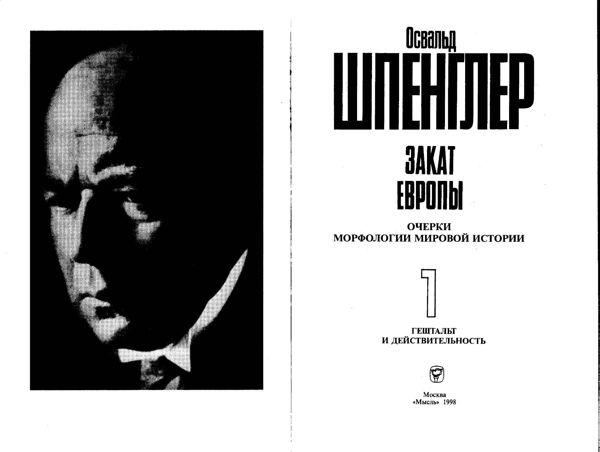 Освальд
ШПЕНГЛЕР
ЗАКАТ
ЕВРОПЫ
ОЧЕРКИ
МОРФОЛОГИИ МИРОВОЙ ИСТОРИИ
1
ГЕШТАЛЬТ
И ДЕЙСТВИТЕЛЬНОСТЬ
Москва
«Мысль» 1998